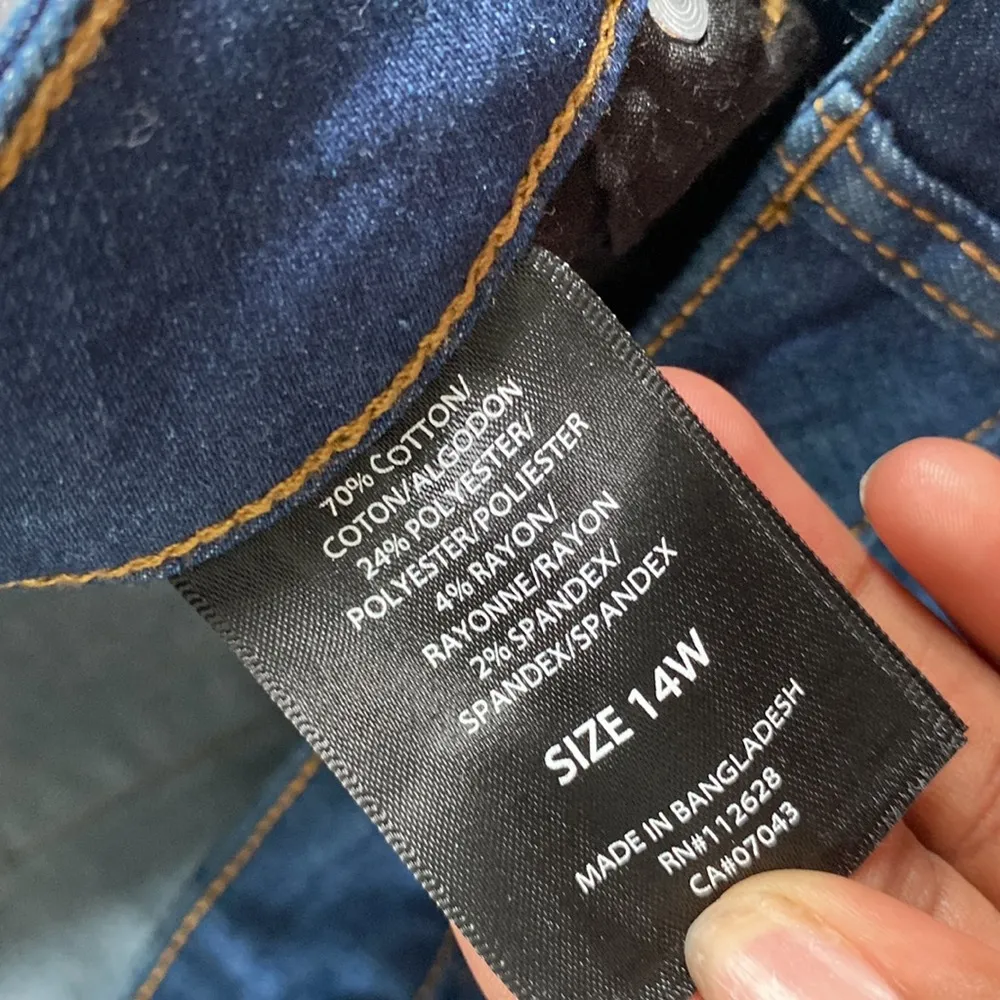 70% COTTON/
COTON/ALGODON
24% POLYESTER/
POLYESTER/POLIESTER
4% RAYON/
RAYONNE/RAYON
2% SPANDEX/
SPANDEX/SPANDEX
SIZE 14W
MADE IN BANGLADESH
RN#112628
CA#07043